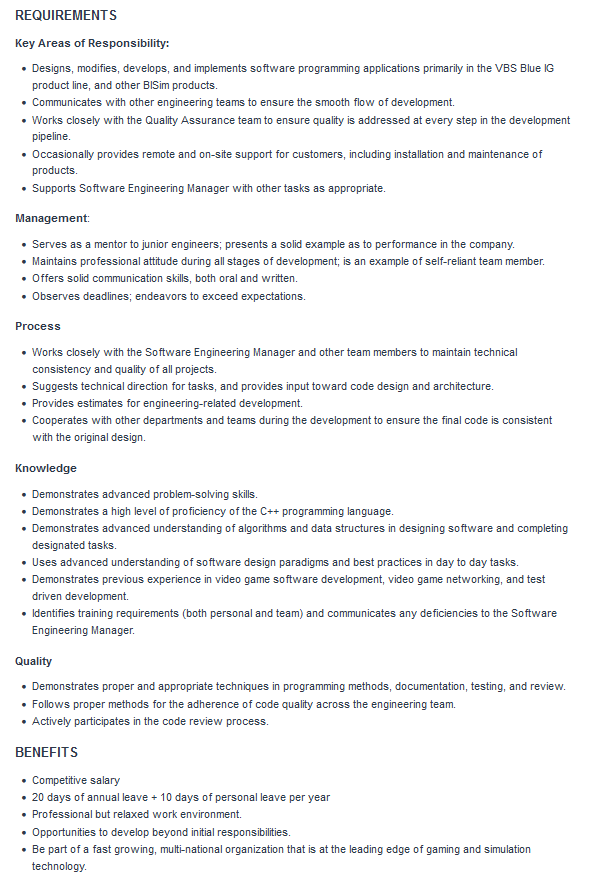 REQUIREMENTS
Key Areas of Responsibility:
• Designs, modifies, develops, and implements software programming applications primarily in the VBS Blue IG
product line, and other BISim products.
• Communicates with other engineering teams to ensure the smooth flow of development.
• Works closely with the Quality Assurance team to ensure quality is addressed at every step in the development
pipeline.
• Occasionally provides remote and on-site support for customers, including installation and maintenance of
products.
• Supports Software Engineering Manager with other tasks as appropriate.
Management:
• Serves as a mentor to junior engineers; presents a solid example as to performance in the company.
• Maintains professional attitude during all stages of development; is an example of self-reliant team member.
• Offers solid communication skills, both oral and written.
• Observes deadlines; endeavors to exceed expectations.
Process
• Works closely with the Software Engineering Manager and other team members to maintain technical
consistency and quality of all projects.
• Suggests technical direction for tasks, and provides input toward code design and architecture.
• Provides estimates for engineering-related development.
• Cooperates with other departments and teams during the development to ensure the final code is consistent
with the original design.
Knowledge
• Demonstrates advanced problem-solving skills.
• Demonstrates a high level of proficiency of the C++ programming language.
• Demonstrates advanced understanding of algorithms and data structures in designing software and completing
designated tasks.
• Uses advanced understanding of software design paradigms and best practices in day to day tasks.
• Demonstrates previous experience in video game software development, video game networking, and test
driven development.
• Identifies training requirements (both personal and team) and communicates any deficiencies to the Software
Engineering Manager.
Quality
• Demonstrates proper and appropriate techniques in programming methods, documentation, testing, and review.
• Follows proper methods for the adherence of code quality across the engineering team.
• Actively participates in the code review process.
BENEFITS
• Competitive salary
• 20 days of annual leave + 10 days of personal leave per year
• Professional but relaxed work environment.
• Opportunities to develop beyond initial responsibilities.
• Be part of a fast growing, multi-national organization that is at the leading edge of gaming and simulation
technology.